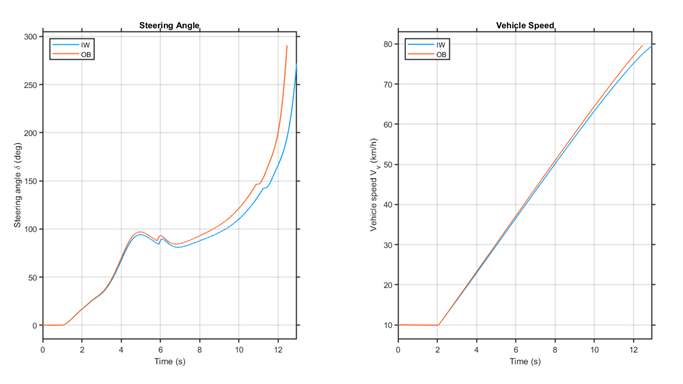 Steering Angle
IW
OB
300
250
200
150
100
50
0
Steering angle δ (deg)
0 2 4 6 8 10 12
Time (s)
Vehicle Speed
IW
OB
80
70
60
50
40
30
20
10
Vehicle speed Vv (km/h)
0 2 4 6 8 10 12
Time (s)